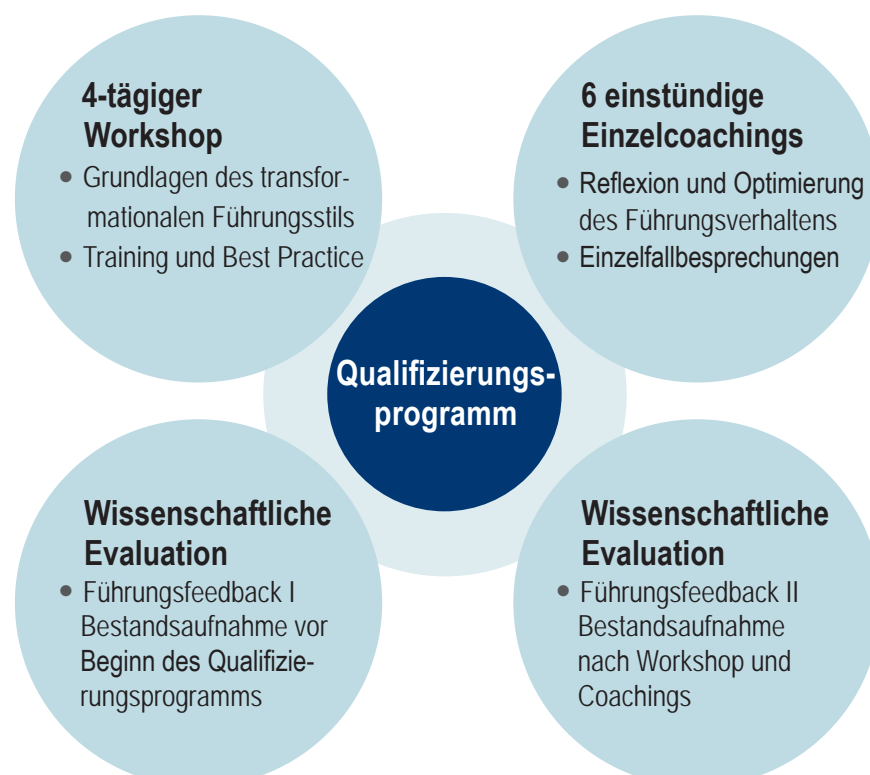 4-tägiger
Workshop
• Grundlagen des transfor-
mationalen Führungsstils
• Training und Best Practice
6 einstündige
Einzelcoachings
• Reflexion und Optimierung
des Führungsverhaltens
• Einzelfallbesprechungen
Qualifizierungs-
programm
Wissenschaftliche
Evaluation
• Führungsfeedback I
Bestandsaufnahme vor
Beginn des Qualifizie-
rungsprogramms
Wissenschaftliche
Evaluation
• Führungsfeedback II
Bestandsaufnahme
nach Workshop und
Coachings